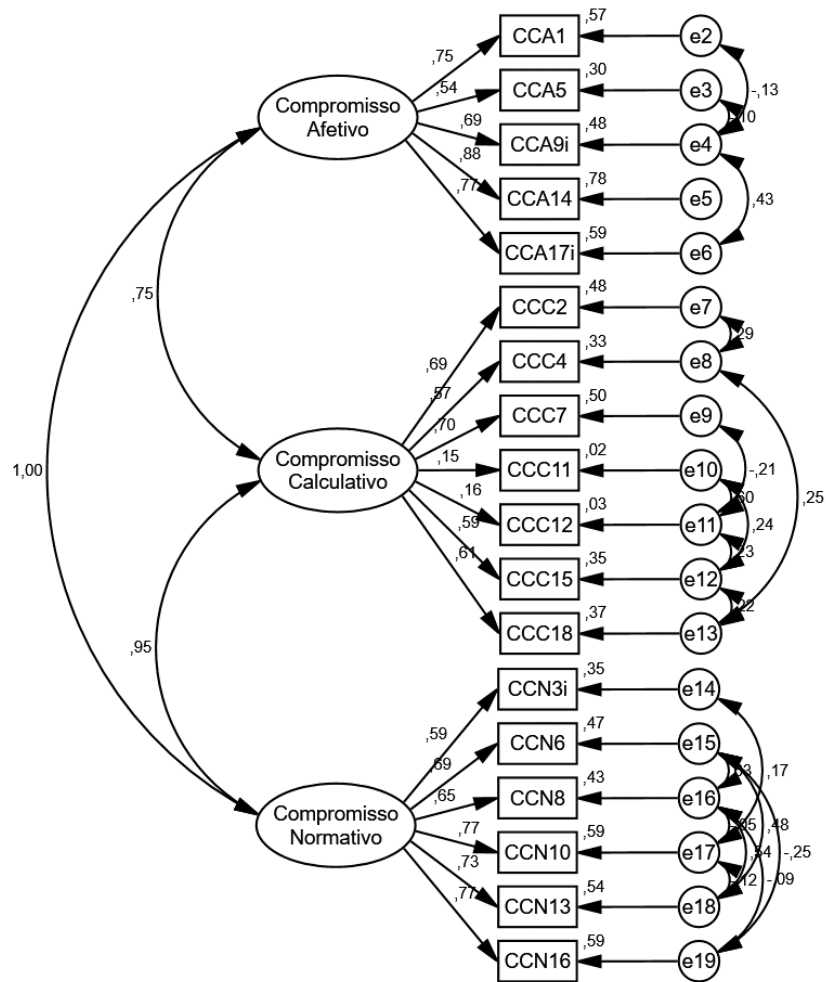 ,57
CCA1
e2
,75
-,13
,30
CCA5
e3
,54
Compromisso
Afetivo
,69
,48
CCA9i
e4
,88
,78
CCA14
e5
,43
,77
,59
CCA17i
e6
,75
,48
CCC2
e7
,69
,33
CCC4
e8
,57
,50
CCC7
e9
,70
-,21
Compromisso
Calculativo
,15
,02
CCC11
e10
1,00
,25
,16
,03
CCC12
e11
,24
,59
,35
CCC15
e12
,61
,37
CCC18
e13
,95
,35
CCN3i
e14
,59
,47
CCN6
e15
,69
,17
,43
CCN8
e16
,65
,48
Compromisso
Normativo
,77
,59
CCN10
e17
,54
-,25
,73
-,12
-,09
,54
CCN13
e18
,77
,59
CCN16
e19